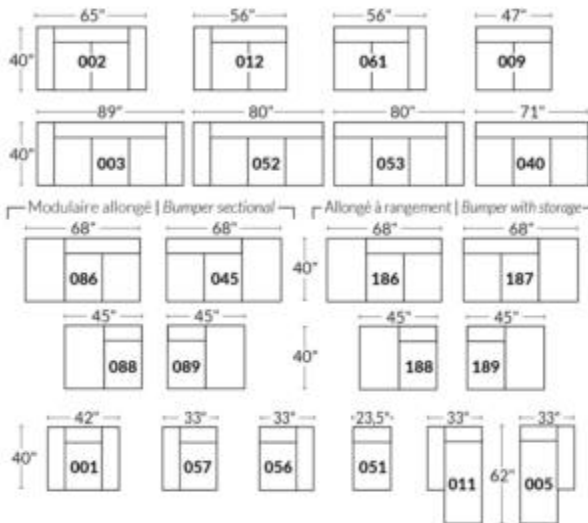 65" 56" 56" 47"
40" 002 012 061 009
89" 80" 80" 71"
40" 003 052 053 040
Modulaire allongé | Bumper sectional Allongé à rangement | Bumper with storage
68" 68" 68" 68"
086 045 40" 186 187
45" 45" 45" 45"
088 089 40" 188 189
42" 33" 33" 23,5" 33" 33"
40" 001 057 056 051 011 62" 005